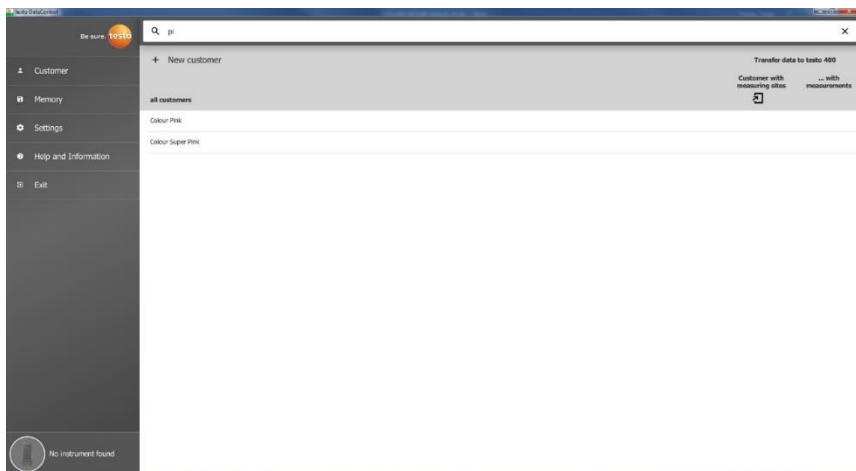 testo DataControl
Be sure. testo
pi
Customer
Memory
Settings
Help and Information
Exit
New customer
Transfer data to testo 400
Customer with
measuring sites
... with
measurements
all customers
Colour Pink
Colour Super Pink
No instrument found